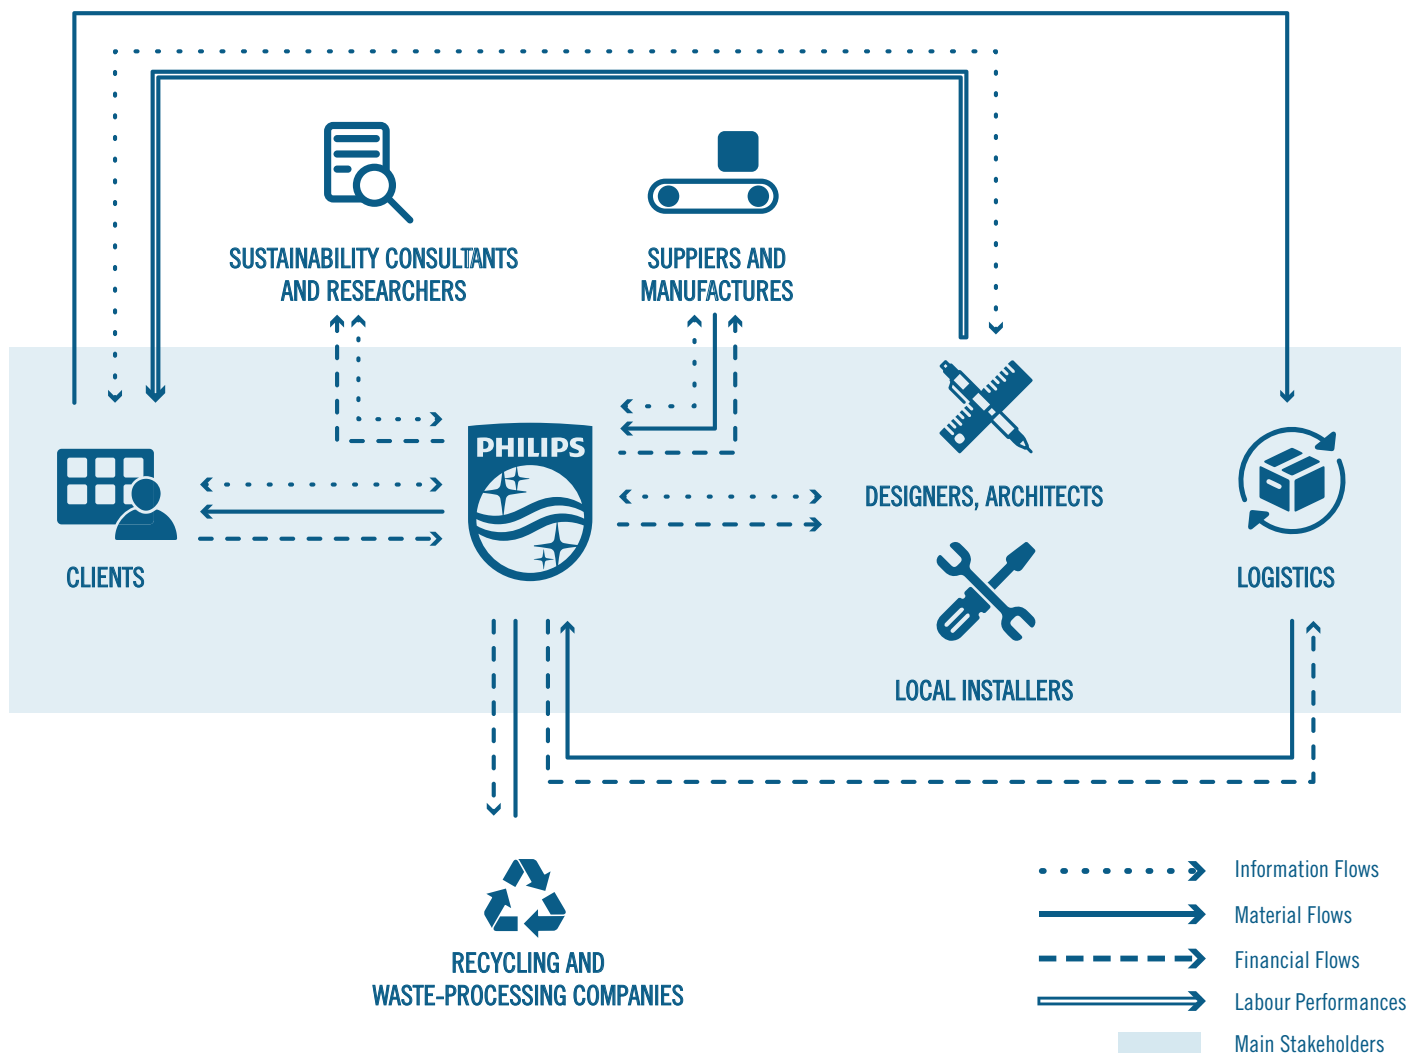 SUSTAINABILITY CONSULTANTS
AND RESEARCHERS
SUPPIERS AND
MANUFACTURES
PHILIPS
CLIENTS
DESIGNERS, ARCHITECTS
LOGISTICS
LOCAL INSTALLERS
RECYCLING AND
WASTE-PROCESSING COMPANIES
Information Flows
Material Flows
Financial Flows
Labour Performances
Main Stakeholders